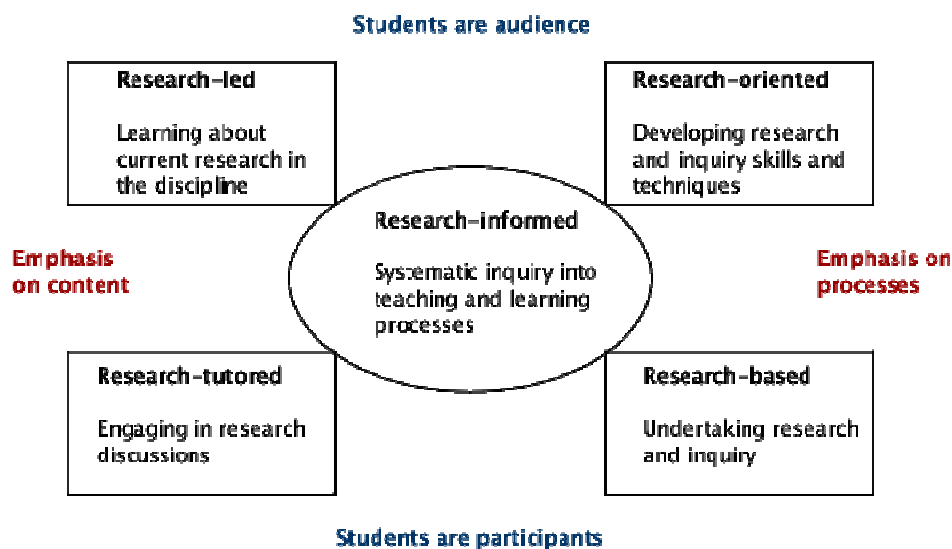 Students are audience
Research-led
Learning about
current research in
the discipline
Research-oriented
Developing research
and inquiry skills and
techniques
Research-informed
Systematic inquiry into
teaching and learning
processes
Emphasis
on content
Emphasis on
processes
Research-tutored
Engaging in research
discussions
Research-based
Undertaking research
and inquiry
Students are participants